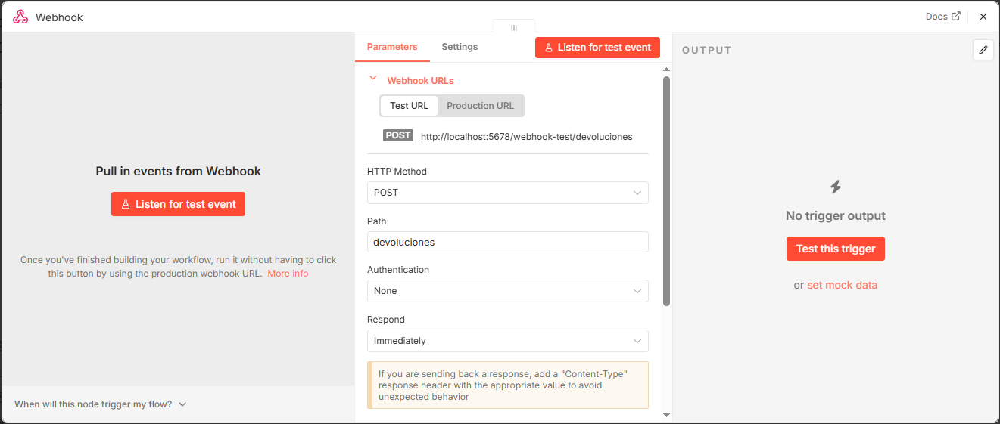 Webhook
Docs
Pull in events from Webhook
Listen for test event
Once you've finished building your workflow, run it without having to click
this button by using the production webhook URL. More info
When will this node trigger my flow?
Parameters
Settings
Listen for test event
Webhook URLs
Test URL
Production URL
POST
http://localhost:5678/webhook-test/devoluciones
HTTP Method
POST
Path
devoluciones
Authentication
None
Respond
Immediately
If you are sending back a response, add a "Content-Type"
response header with the appropriate value to avoid
unexpected behavior
OUTPUT
No trigger output
Test this trigger
or set mock data